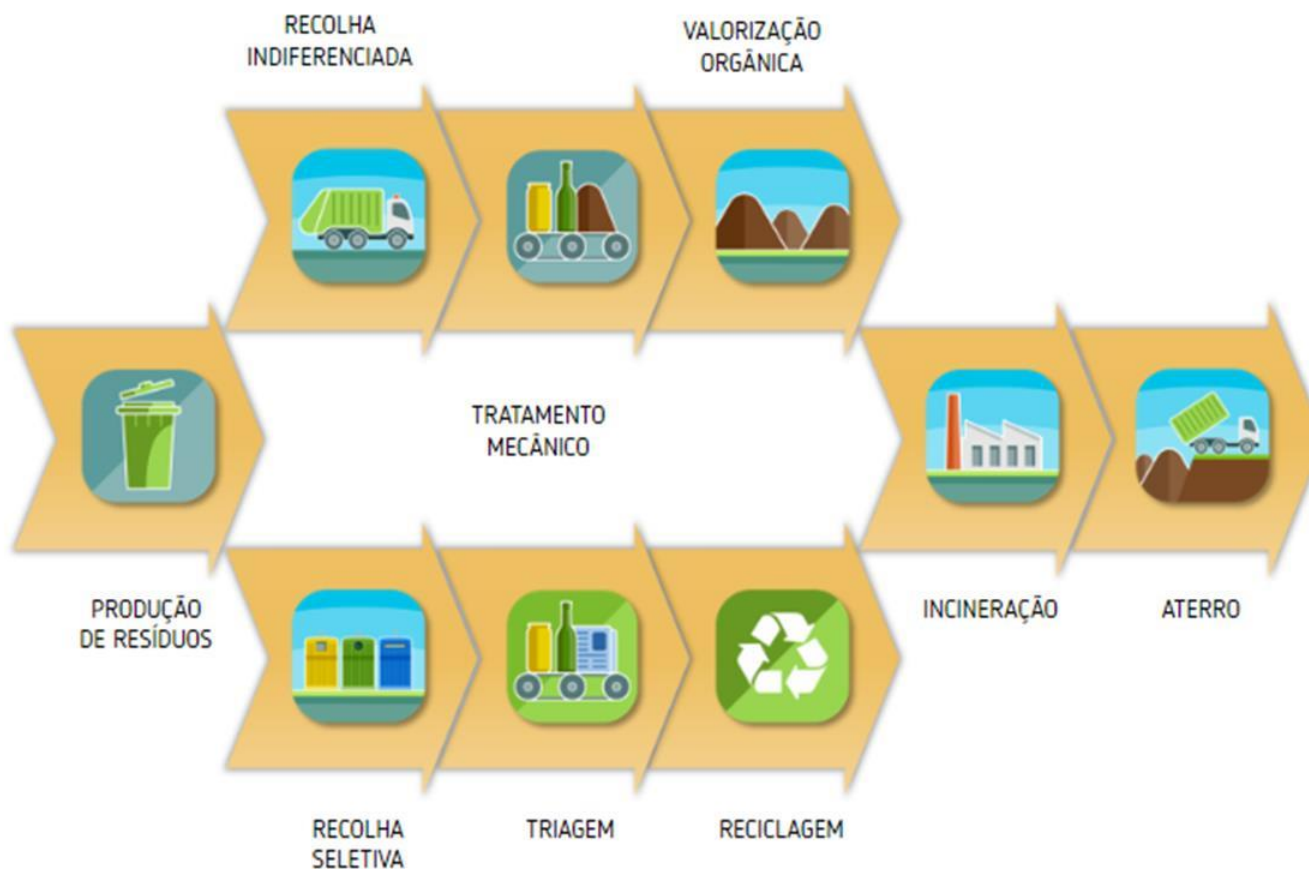 RECOLHA
INDIFERENCIADA
VALORIZAÇÃO
ORGÂNICA
TRATAMENTO
MECÂNICO
PRODUÇÃO
DE RESÍDUOS
INCINERAÇÃO
ATERRO
RECOLHA
SELETIVA
TRIAGEM
RECICLAGEM